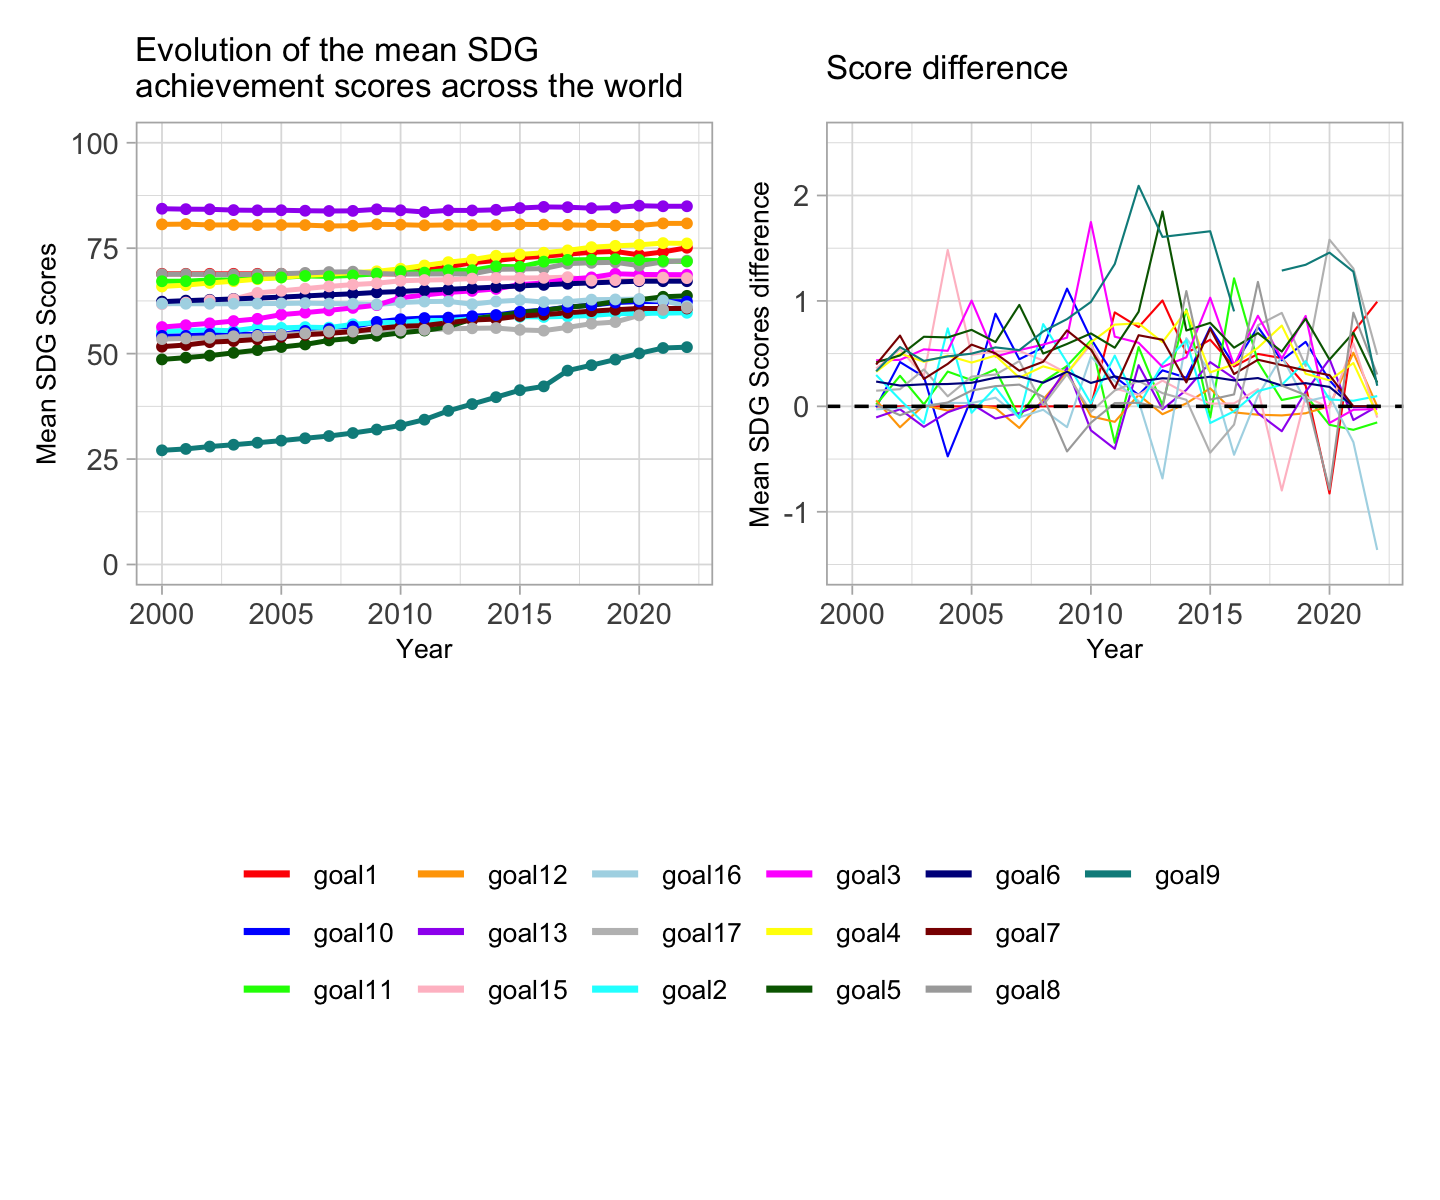 Evolution of the mean SDG
achievement scores across the world
Mean SDG Scores
100
75
50
25
0
2000 2005 2010 2015 2020
Year
Score difference
Mean SDG Scores difference
2
1
0
-1
2000 2005 2010 2015 2020
Year
goal1 goal12 goal16 goal3 goal6 goal9
goal10 goal13 goal17 goal4 goal7
goal11 goal15 goal2 goal5 goal8